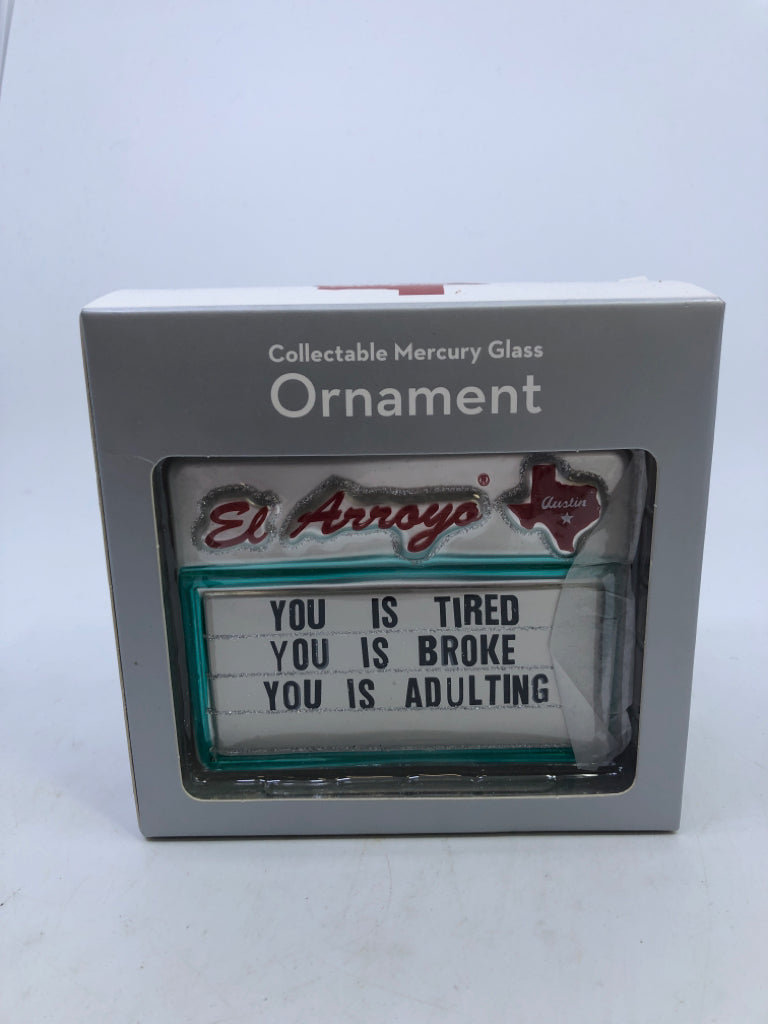 Collectable Mercury Glass
Ornament
El Arroyo®
Austin
YOU IS TIRED
YOU IS BROKE
YOU IS ADULTING